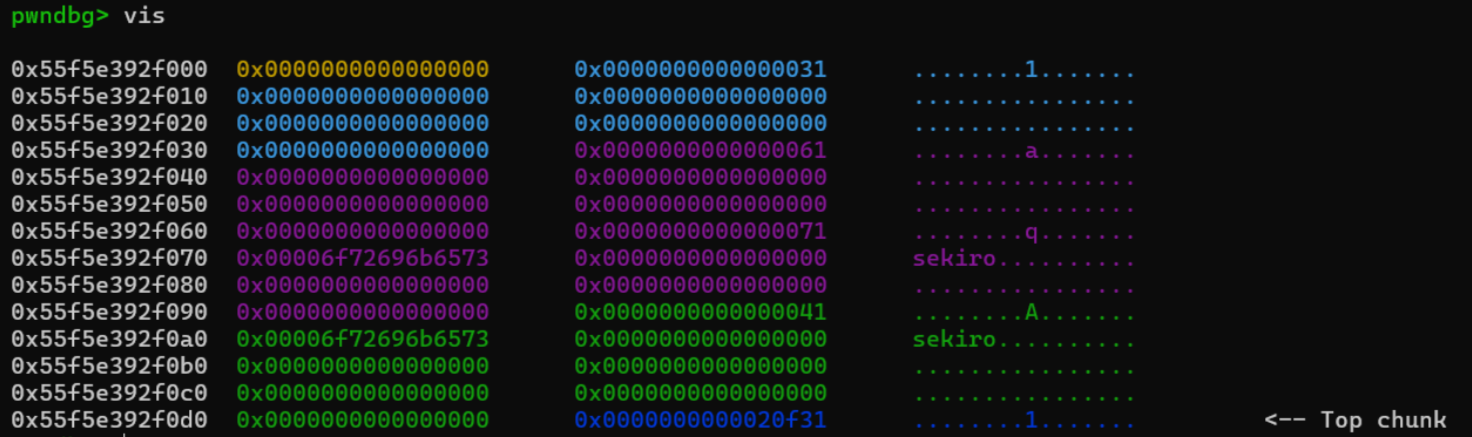 pwndbg> vis
0x55f5e392f000 0x0000000000000000 0x0000000000000031 ........1.......
0x55f5e392f010 0x0000000000000000 0x0000000000000000 ................
0x55f5e392f020 0x0000000000000000 0x0000000000000000 ................
0x55f5e392f030 0x0000000000000000 0x0000000000000061 ........a.......
0x55f5e392f040 0x0000000000000000 0x0000000000000000 ................
0x55f5e392f050 0x0000000000000000 0x0000000000000000 ................
0x55f5e392f060 0x0000000000000000 0x0000000000000071 ........q.......
0x55f5e392f070 0x00006f72696b6573 0x0000000000000000 sekiro..........
0x55f5e392f080 0x0000000000000000 0x0000000000000000 ................
0x55f5e392f090 0x0000000000000000 0x0000000000000041 ........A.......
0x55f5e392f0a0 0x00006f72696b6573 0x0000000000000000 sekiro..........
0x55f5e392f0b0 0x0000000000000000 0x0000000000000000 ................
0x55f5e392f0c0 0x0000000000000000 0x0000000000000000 ................
0x55f5e392f0d0 0x0000000000000000 0x0000000000020f31 ........1....... <-- Top chunk